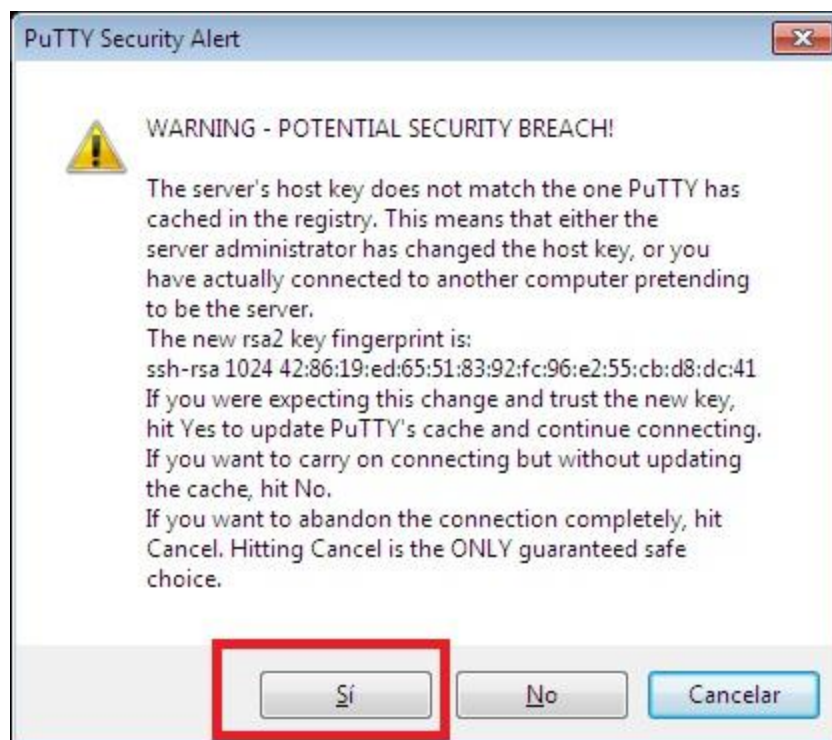 PuTTY Security Alert
WARNING - POTENTIAL SECURITY BREACH!
The server's host key does not match the one PuTTY has
cached in the registry. This means that either the
server administrator has changed the host key, or you
have actually connected to another computer pretending
to be the server.
The new rsa2 key fingerprint is:
ssh-rsa 1024 42:86:19:ed:65:51:83:92:fc:96:e2:55:cb:d8:dc:41
If you were expecting this change and trust the new key,
hit Yes to update PuTTY's cache and continue connecting.
If you want to carry on connecting but without updating
the cache, hit No.
If you want to abandon the connection completely, hit
Cancel. Hitting Cancel is the ONLY guaranteed safe
choice.
Sí No Cancelar